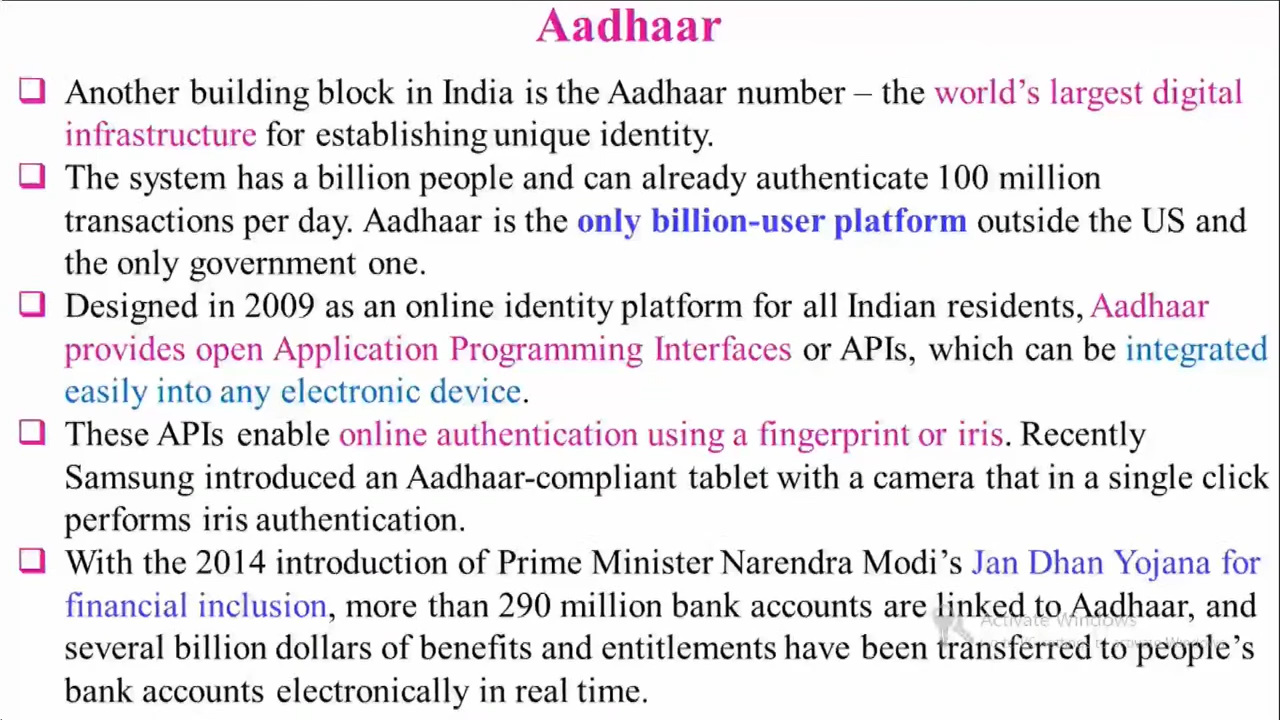 Aadhaar
❑ Another building block in India is the Aadhaar number – the world’s largest digital
infrastructure for establishing unique identity.
❑ The system has a billion people and can already authenticate 100 million
transactions per day. Aadhaar is the only billion-user platform outside the US and
the only government one.
❑ Designed in 2009 as an online identity platform for all Indian residents, Aadhaar
provides open Application Programming Interfaces or APIs, which can be integrated
easily into any electronic device.
❑ These APIs enable online authentication using a fingerprint or iris. Recently
Samsung introduced an Aadhaar-compliant tablet with a camera that in a single click
performs iris authentication.
❑ With the 2014 introduction of Prime Minister Narendra Modi’s Jan Dhan Yojana for
financial inclusion, more than 290 million bank accounts are linked to Aadhaar, and
Activate Windows
several billion dollars of benefits and entitlements have been transferred to people’s
bank accounts electronically in real time.